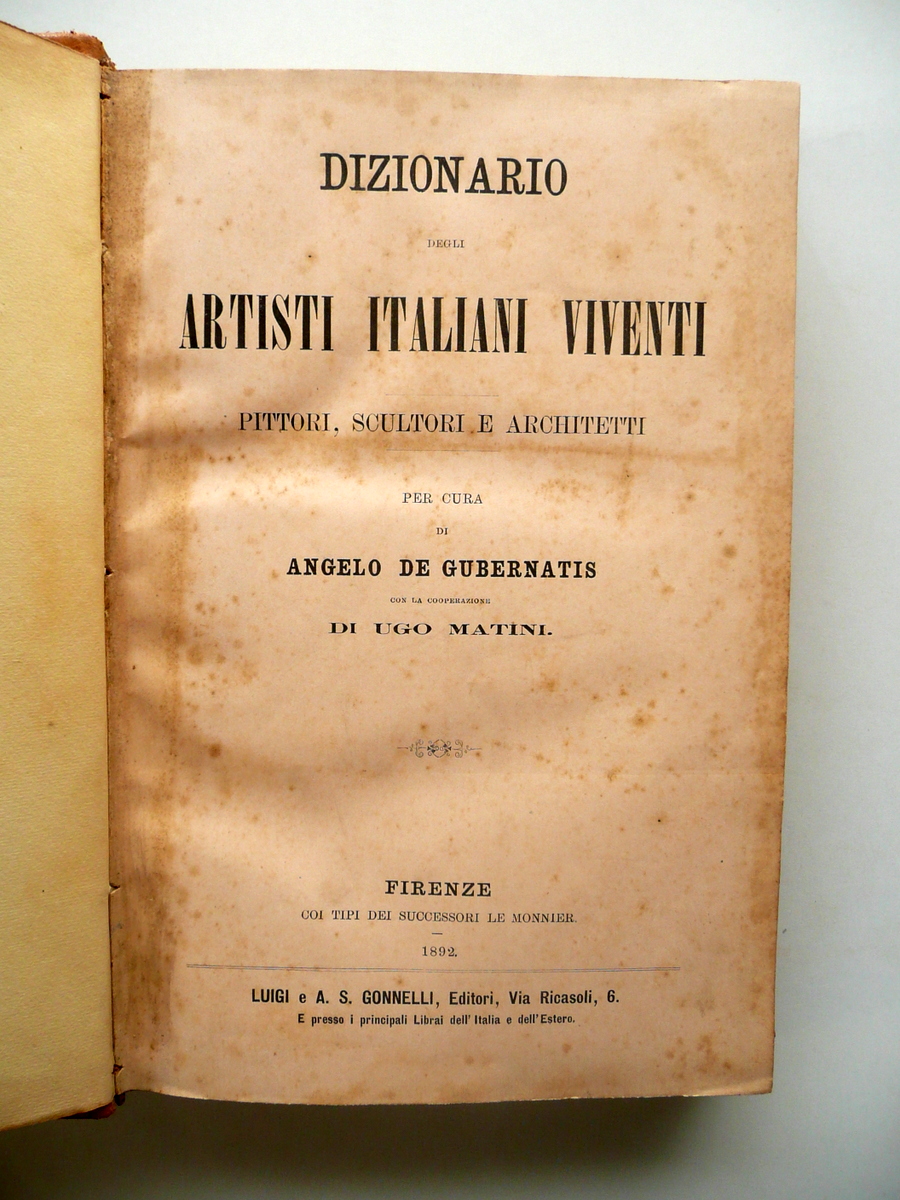 DIZIONARIO
DEGLI
ARTISTI ITALIANI VIVENTI
PITTORI, SCULTORI E ARCHITETTI
PER CURA
DI
ANGELO DE GUBERNATIS
CON LA COOPERAZIONE
DI UGO MATINI.
FIRENZE
COI TIPI DEI SUCCESSORI LE MONNIER.
1892.
LUIGI e A. S. GONNELLI, Editori, Via Ricasoli, 6.
E presso i principali Librai dell'Italia e dell'Estero.